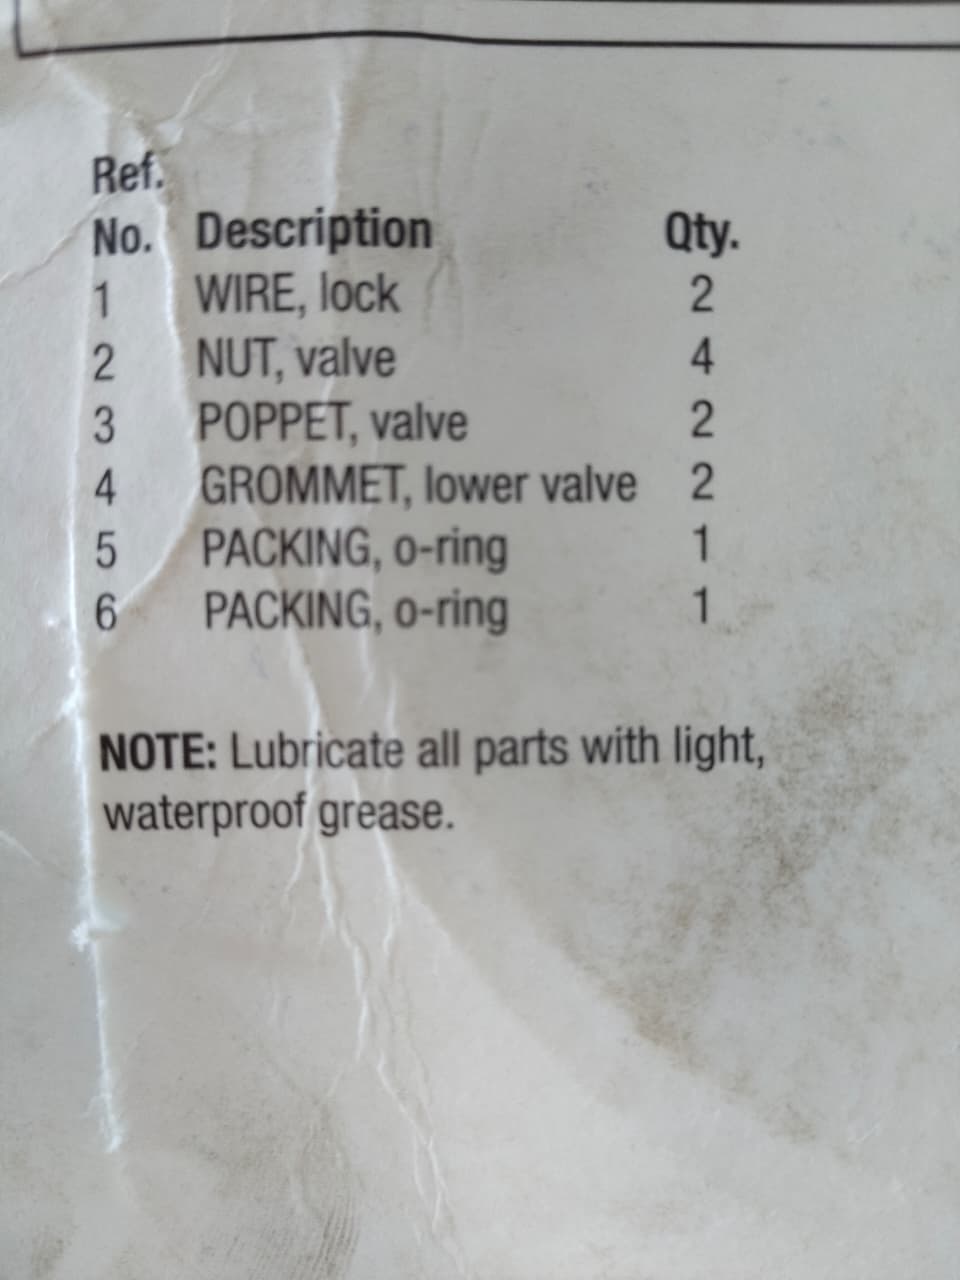 Ref.
No. Description Qty.
1 WIRE, lock 2
2 NUT, valve 4
3 POPPET, valve 2
4 GROMMET, lower valve 2
5 PACKING, o-ring 1
6 PACKING, o-ring 1
NOTE: Lubricate all parts with light,
waterproof grease.